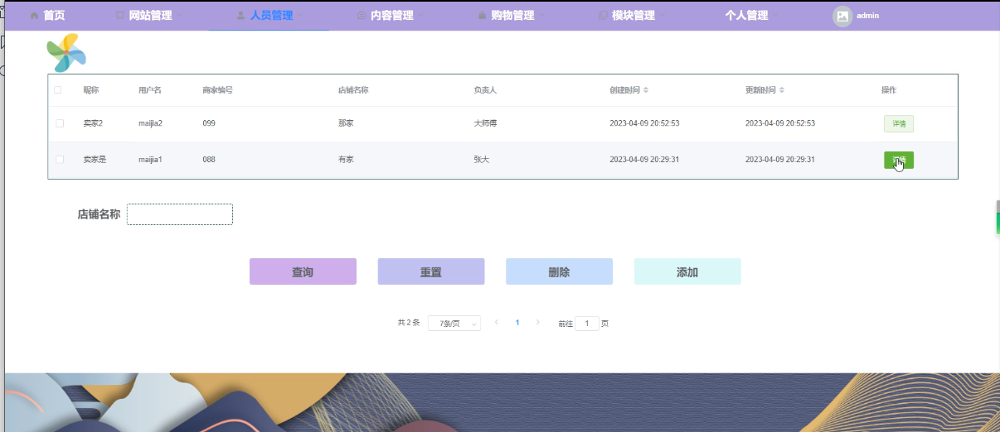 首页 网站管理 人员管理 内容管理 购物管理 模块管理 个人管理 admin
昵称 用户名 商家编号 店铺名称 负责人 创建时间 更新时间 操作
卖家2 maijia2 099 那家 大师傅 2023-04-09 20:52:53 2023-04-09 20:52:53 详情
卖家是 maijia1 088 有家 张大 2023-04-09 20:29:31 2023-04-09 20:29:31 详情
店铺名称
查询 重置 删除 添加
共 2 条 7条/页 1 前往 1 页